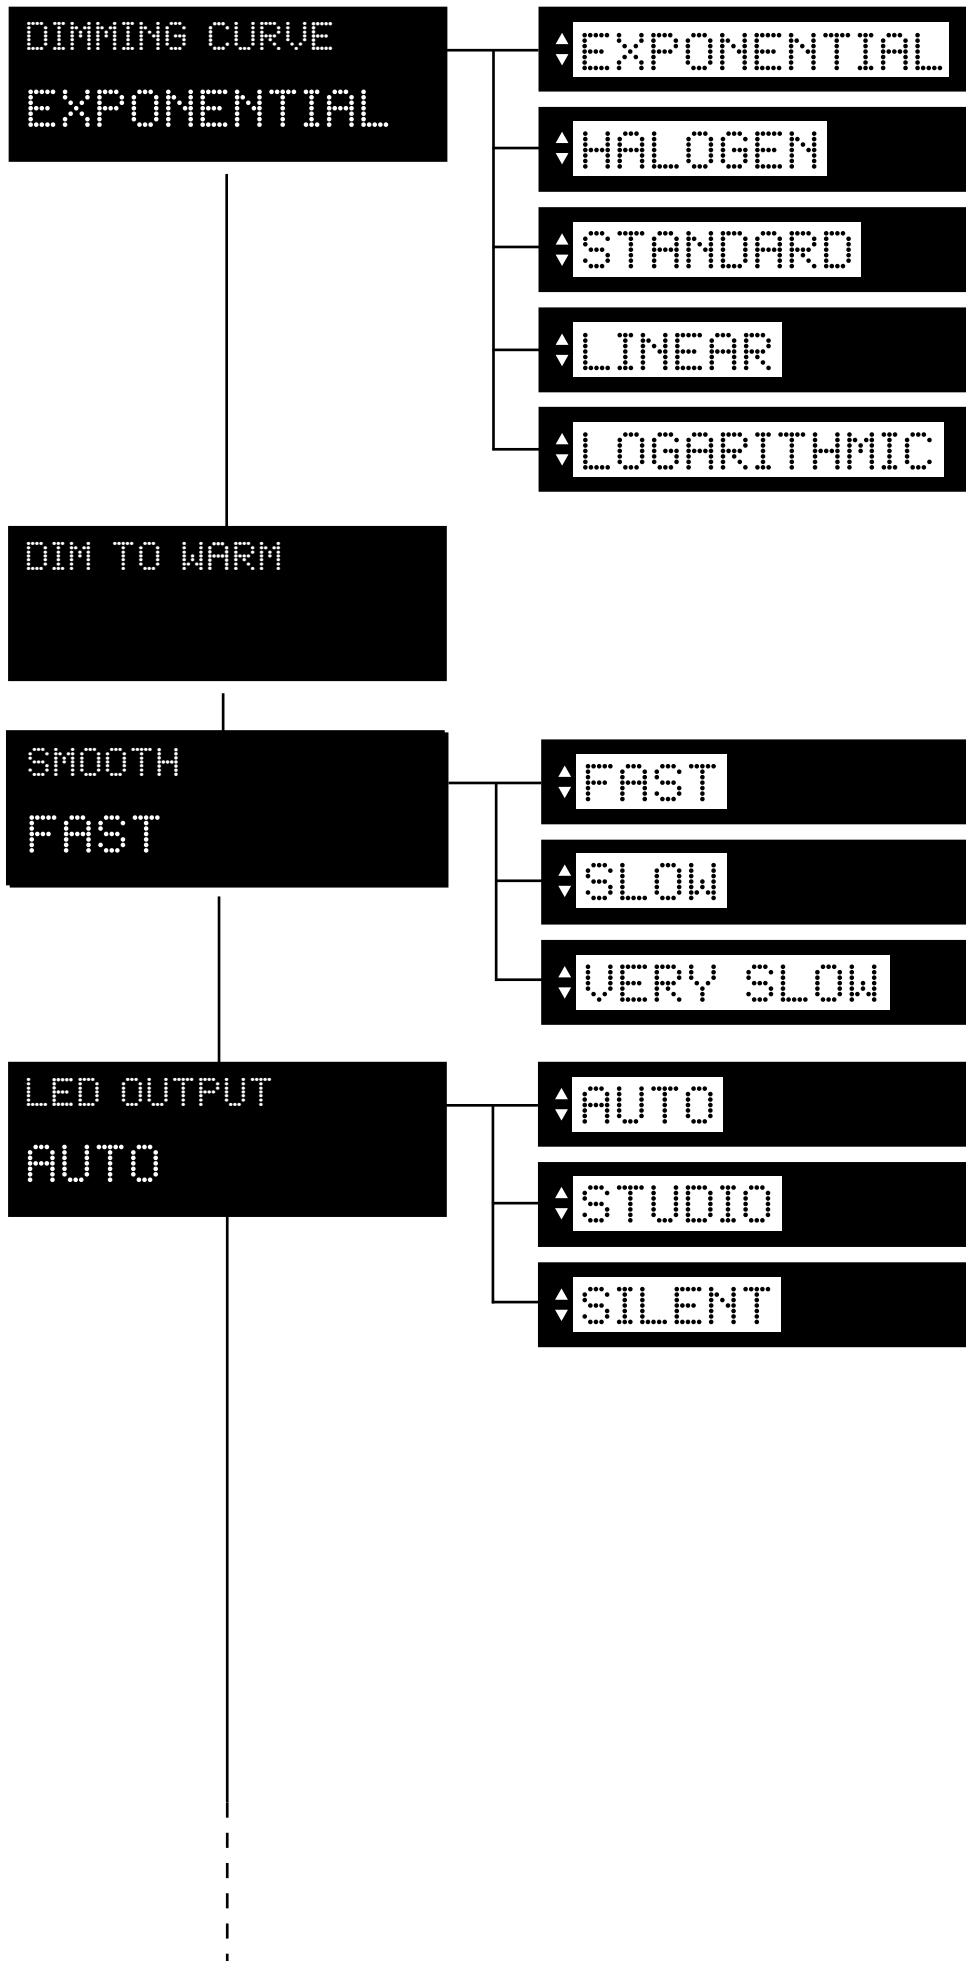 DIMMING CURVE
EXPONENTIAL
EXPONENTIAL
HALOGEN
STANDARD
LINEAR
LOGARITHMIC
DIM TO WARM
SMOOTH
FAST
FAST
SLOW
VERY SLOW
LED OUTPUT
AUTO
AUTO
STUDIO
SILENT